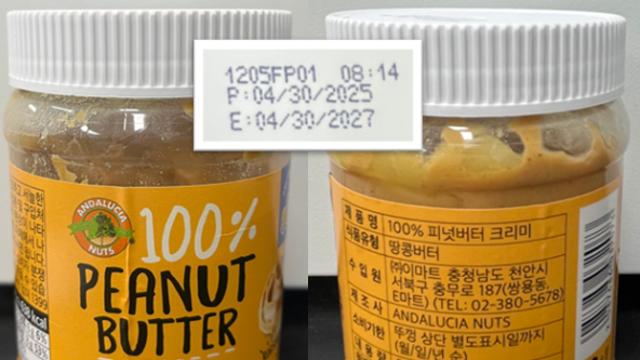 1205FP01 08:14
P:04/30/2025
E:04/30/2027
ANDALUCIA
NUTS
100%
PEANUT
BUTTER
제품명 100% 피넛버터 크리미
식품유형 땅콩버터
수입원 ㈜이마트 충청남도 천안시
서북구 충무로 187(쌍용동,
E마트) (TEL: 02-380-5678)
제조사 ANDALUCIA NUTS
소비기한 뚜껑 상단 별도표시일까지
(월/일/년 순)
내용량